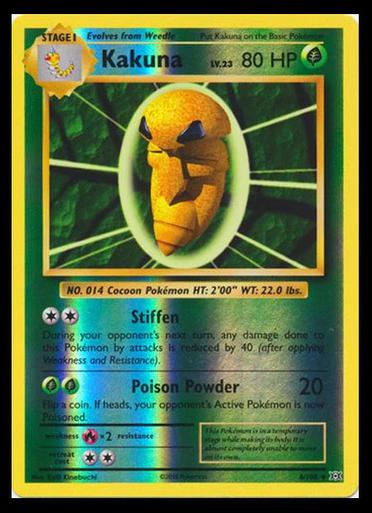 STAGE 1 Evolves from Weedle Put Kakuna on the Basic Pokémon
Kakuna LV.23 80 HP
NO. 014 Cocoon Pokémon HT: 2'00" WT: 22.0 lbs.
Stiffen
During your opponent's next turn, any damage done to
this Pokémon by attacks is reduced by 40 (after applying
Weakness and Resistance).
Poison Powder 20
Flip a coin. If heads, your opponent's Active Pokémon is now
Poisoned.
weakness ×2 resistance
retreat
cost
This Pokémon is in a temporary
stage while making its body. It is
almost completely unable to move
on its own.
Illus. Keiji Kinebuchi ©2016 Pokémon 6/108